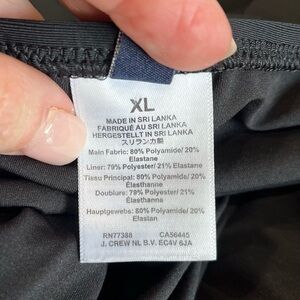 XL
MADE IN SRI LANKA
FABRIQUÉ AU SRI LANKA
HERGESTELLT IN SRI LANKA
スリランカ製
Main Fabric: 80% Polyamide/ 20%
Elastane
Liner: 79% Polyester/ 21% Elastane
Tissu Principal: 80% Polyamide/ 20%
Élasthanne
Doublure: 79% Polyester/ 21%
Élasthanne
Hauptgewebe: 80% Polyamid/ 20%
Elastan
RN77388 CA56445
J. CREW NL B.V. EC4V 6JA